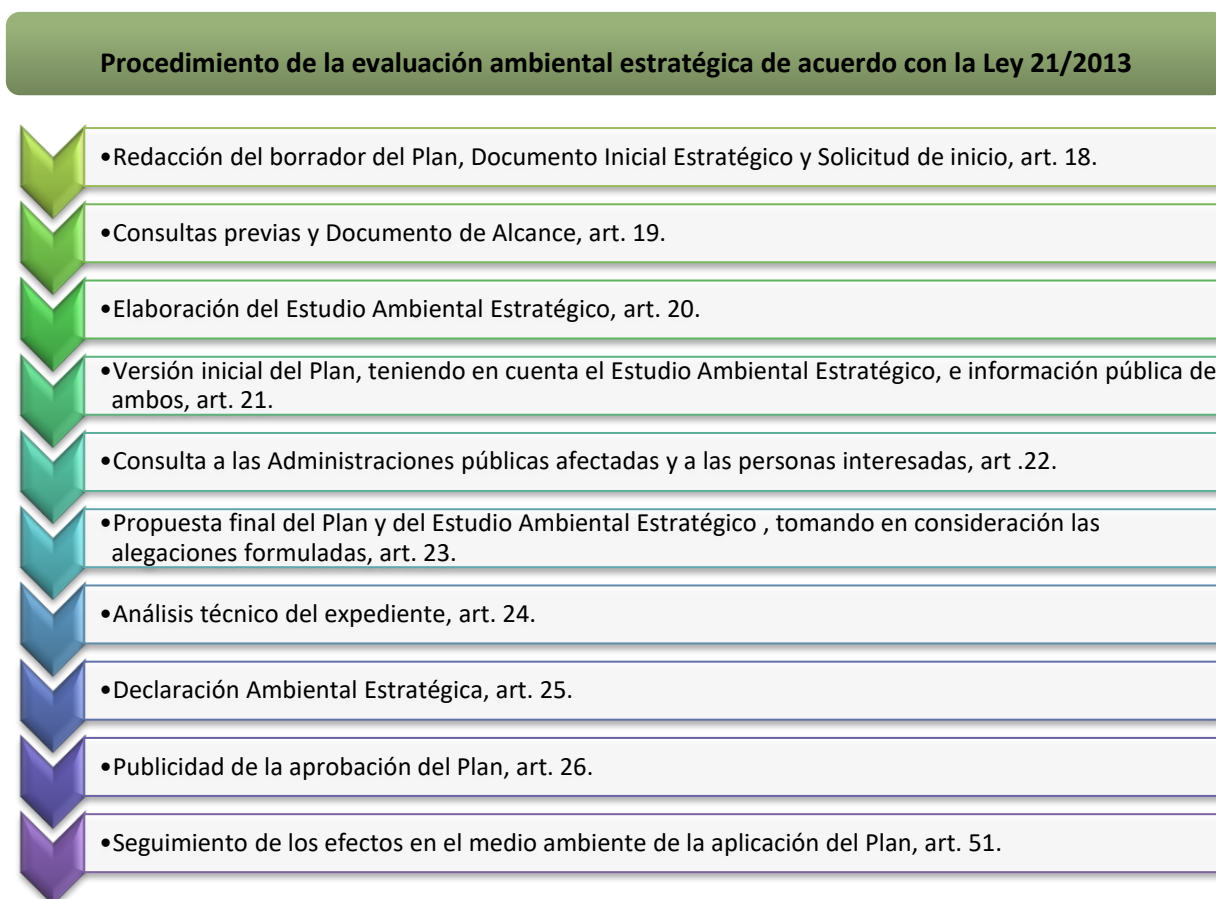 Procedimiento de la evaluación ambiental estratégica de acuerdo con la Ley 21/2013
•Redacción del borrador del Plan, Documento Inicial Estratégico y Solicitud de inicio, art. 18.
•Consultas previas y Documento de Alcance, art. 19.
•Elaboración del Estudio Ambiental Estratégico, art. 20.
•Versión inicial del Plan, teniendo en cuenta el Estudio Ambiental Estratégico, e información pública de
ambos, art. 21.
•Consulta a las Administraciones públicas afectadas y a las personas interesadas, art .22.
•Propuesta final del Plan y del Estudio Ambiental Estratégico , tomando en consideración las
alegaciones formuladas, art. 23.
•Análisis técnico del expediente, art. 24.
•Declaración Ambiental Estratégica, art. 25.
•Publicidad de la aprobación del Plan, art. 26.
•Seguimiento de los efectos en el medio ambiente de la aplicación del Plan, art. 51.